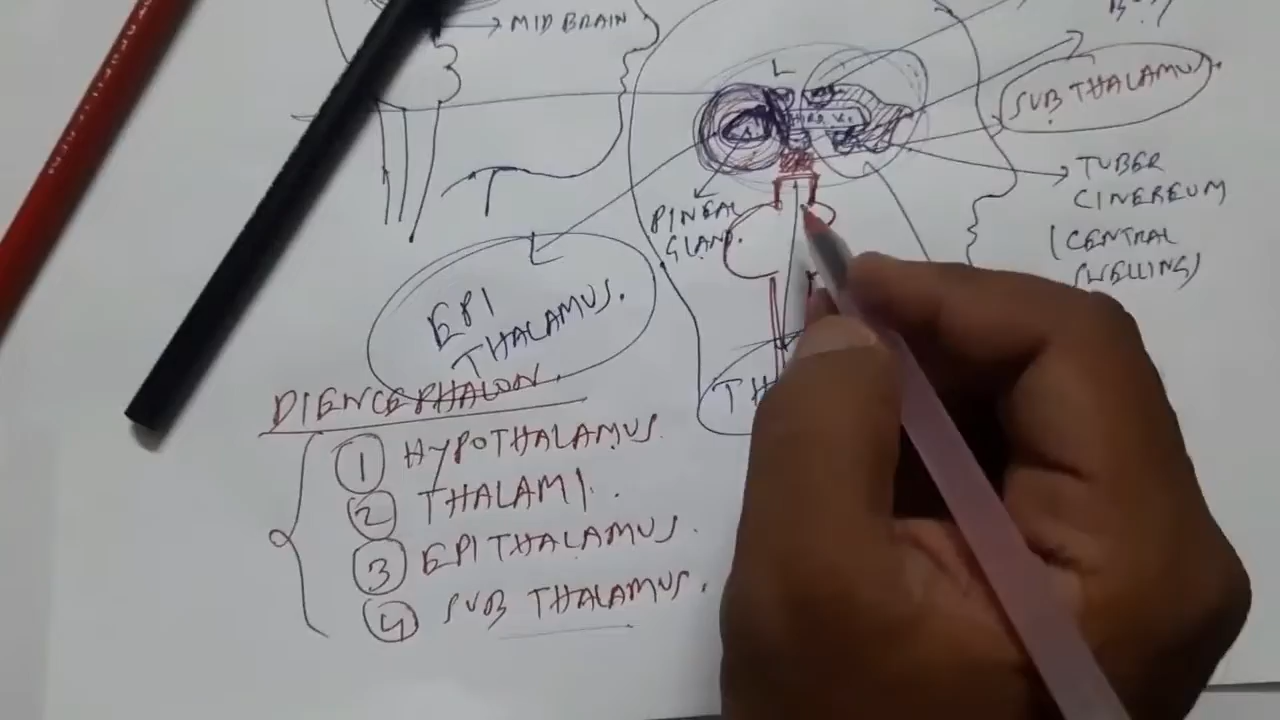 MID BRAIN
SUB THALAMUS.
TUBER
CINEREUM
(CENTRAL
SWELLING)
PINEAL
GLAND.
EPI
THALAMUS.
TH
DIENCEPHALON.
1 HYPOTHALAMUS.
2 THALAMI.
3 EPITHALAMUS.
4 SUB THALAMUS.